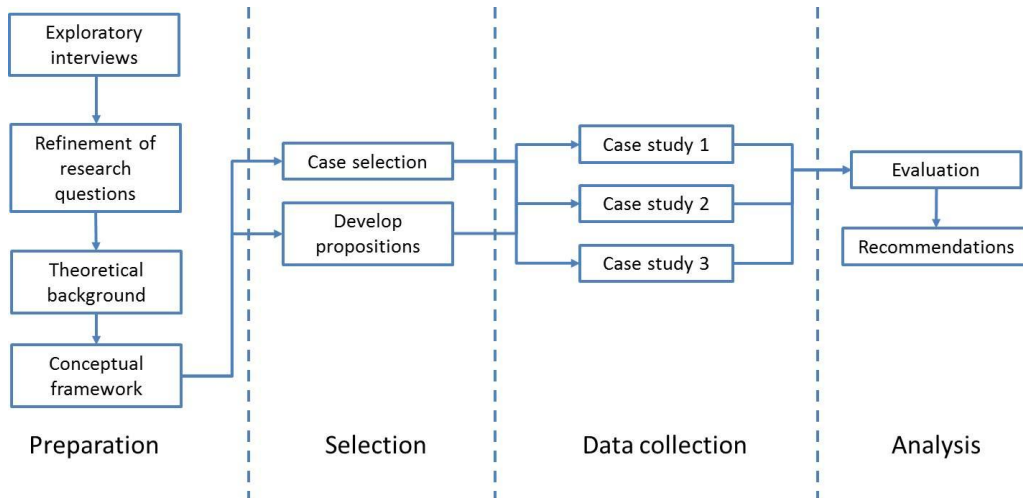 Exploratory
interviews
Refinement of
research
questions
Theoretical
background
Conceptual
framework
Preparation
Case selection
Develop
propositions
Selection
Case study 1
Case study 2
Case study 3
Data collection
Evaluation
Recommendations
Analysis